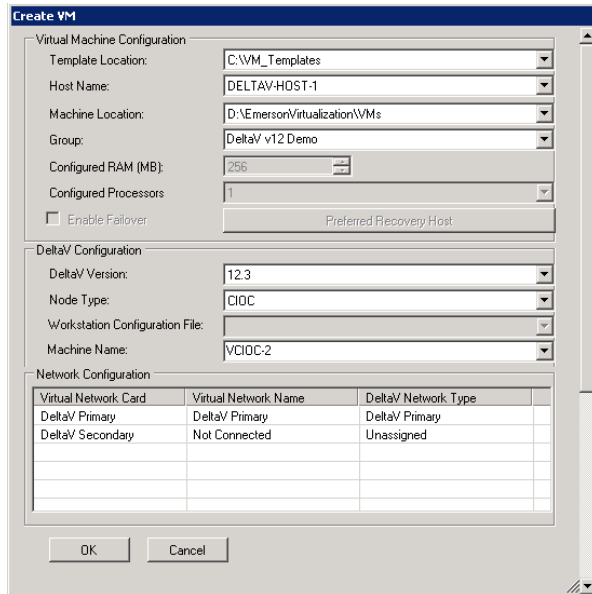 Create VM
Virtual Machine Configuration
Template Location: C:\VM_Templates
Host Name: DELTAV-HOST-1
Machine Location: D:\EmersonVirtualization\VMs
Group: DeltaV v12 Demo
Configured RAM (MB): 256
Configured Processors 1
Enable Failover Preferred Recovery Host
DeltaV Configuration
DeltaV Version: 12.3
Node Type: CIOC
Workstation Configuration File:
Machine Name: VCIOC-2
Network Configuration
Virtual Network Card Virtual Network Name DeltaV Network Type
DeltaV Primary DeltaV Primary DeltaV Primary
DeltaV Secondary Not Connected Unassigned
OK Cancel